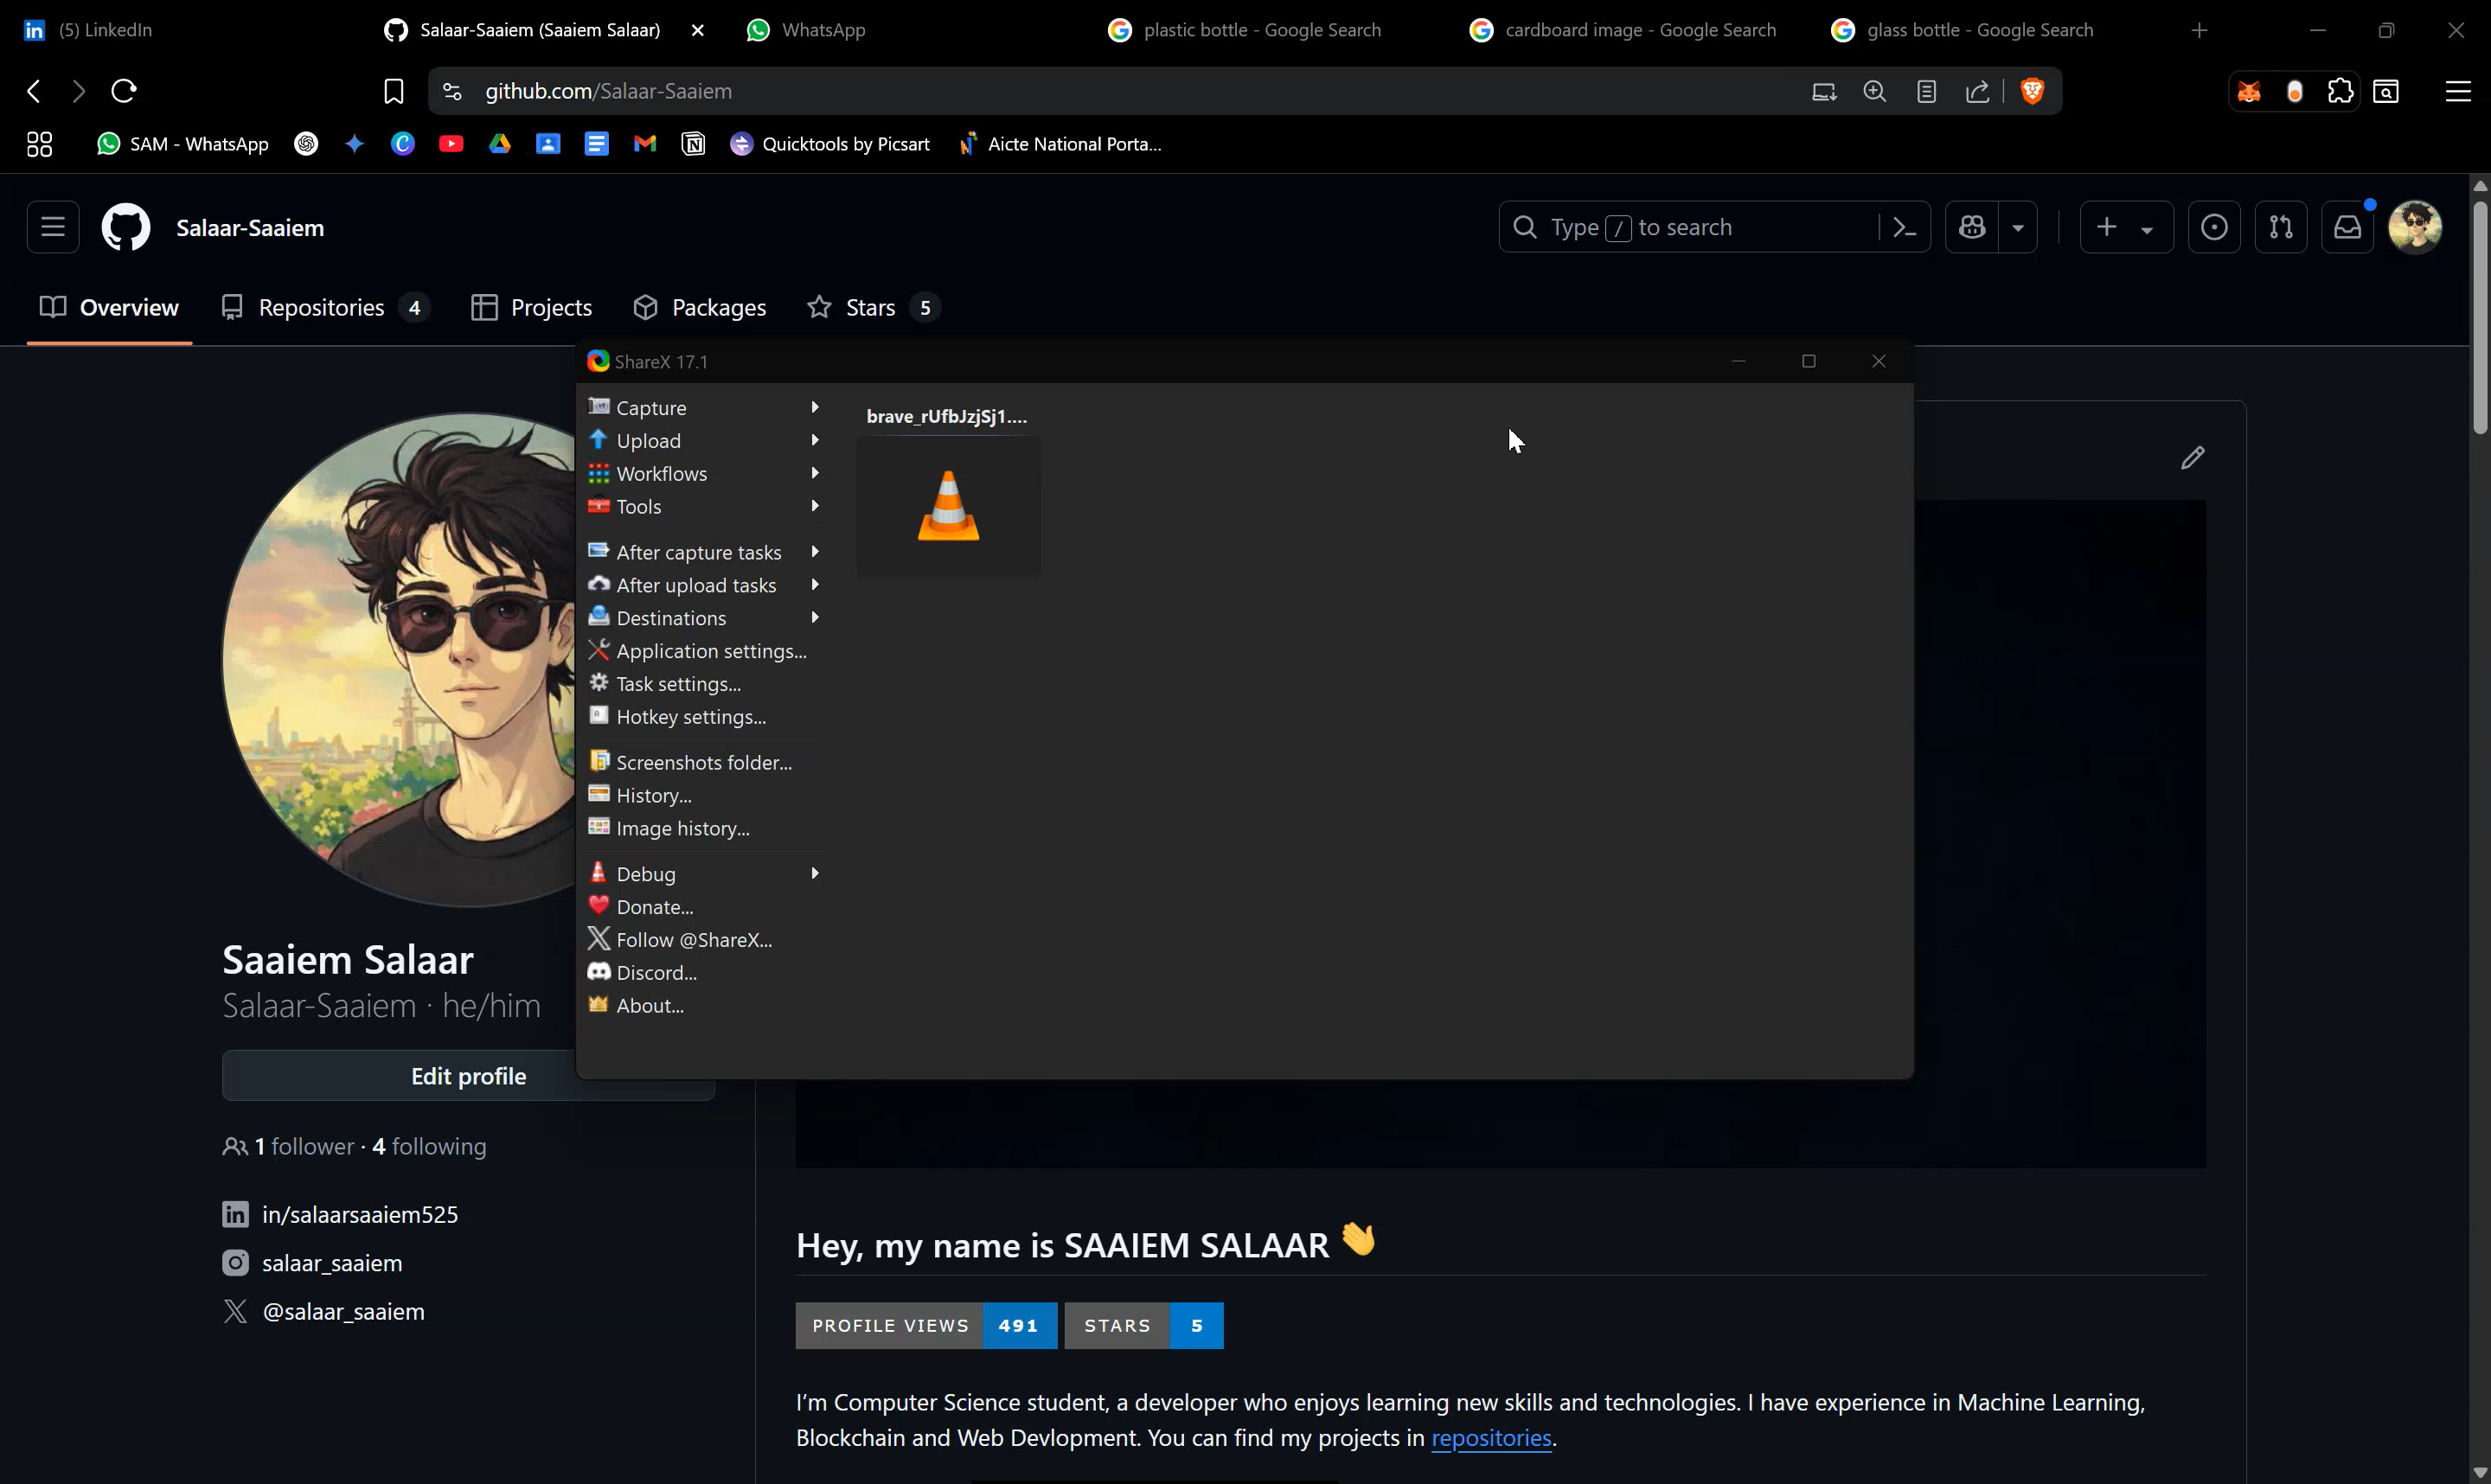 (5) LinkedIn
Salaar-Saaiem (Saaiem Salaar)
WhatsApp
plastic bottle - Google Search
cardboard image - Google Search
glass bottle - Google Search
github.com/Salaar-Saaiem
SAM - WhatsApp
Quicktools by Picsart
Aicte National Porta...
Salaar-Saaiem
Type / to search
Overview
Repositories 4
Projects
Packages
Stars 5
ShareX 17.1
Capture
Upload
Workflows
Tools
After capture tasks
After upload tasks
Destinations
Application settings...
Task settings...
Hotkey settings...
Screenshots folder...
History...
Image history...
Debug
Donate...
Follow @ShareX...
Discord...
About...
brave_rUfbJzjSj1....
Saaiem Salaar
Salaar-Saaiem · he/him
Edit profile
1 follower · 4 following
in/salaarsaaiem525
salaar_saaiem
@salaar_saaiem
Hey, my name is SAAIEM SALAAR 👋
PROFILE VIEWS 491
STARS 5
I'm Computer Science student, a developer who enjoys learning new skills and technologies. I have experience in Machine Learning,
Blockchain and Web Devlopment. You can find my projects in repositories.